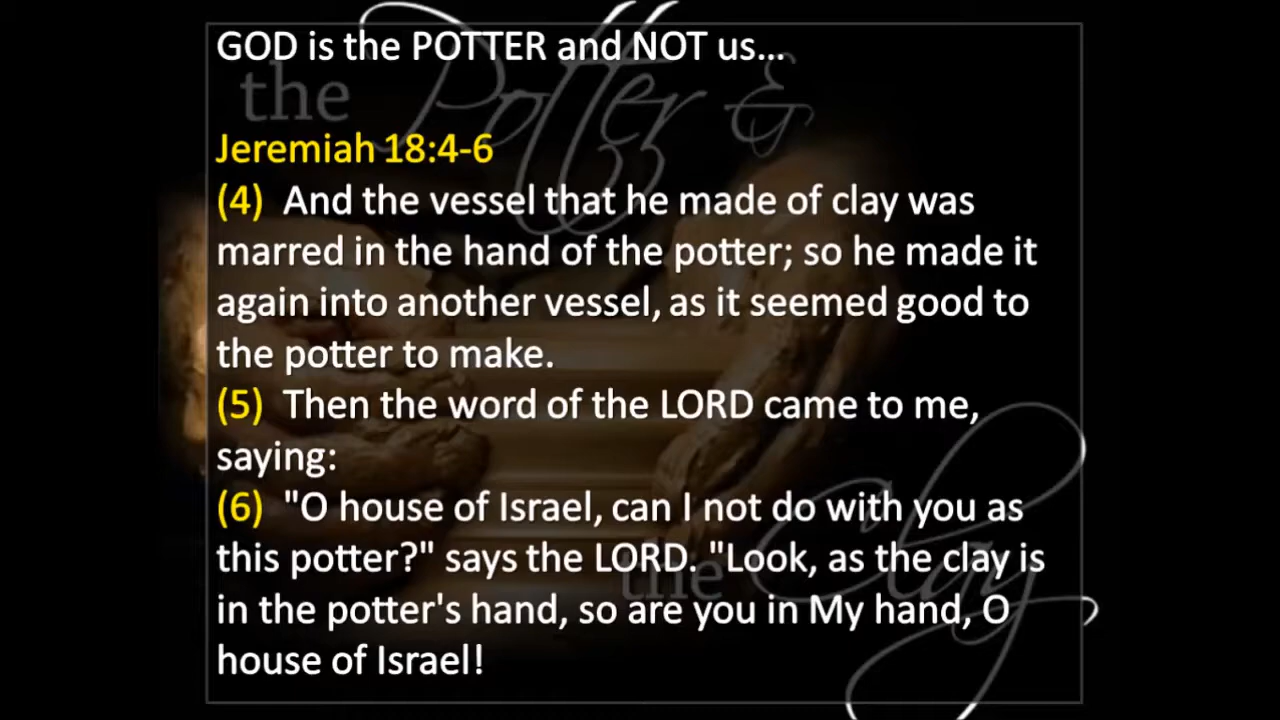 GOD is the POTTER and NOT us...
the Potter &
Jeremiah 18:4-6
(4) And the vessel that he made of clay was
marred in the hand of the potter; so he made it
again into another vessel, as it seemed good to
the potter to make.
(5) Then the word of the LORD came to me,
saying:
(6) "O house of Israel, can I not do with you as
this potter?" says the LORD. "Look, as the clay is
in the potter's hand, so are you in My hand, O
house of Israel!
the Clay